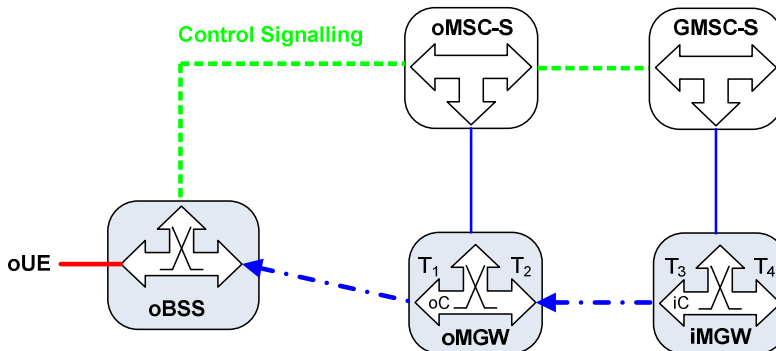 oMSC-S
GMSC-S
Control Signalling
oUE
oBSS
T1
T2
oC
oMGW
T3
T4
iC
iMGW